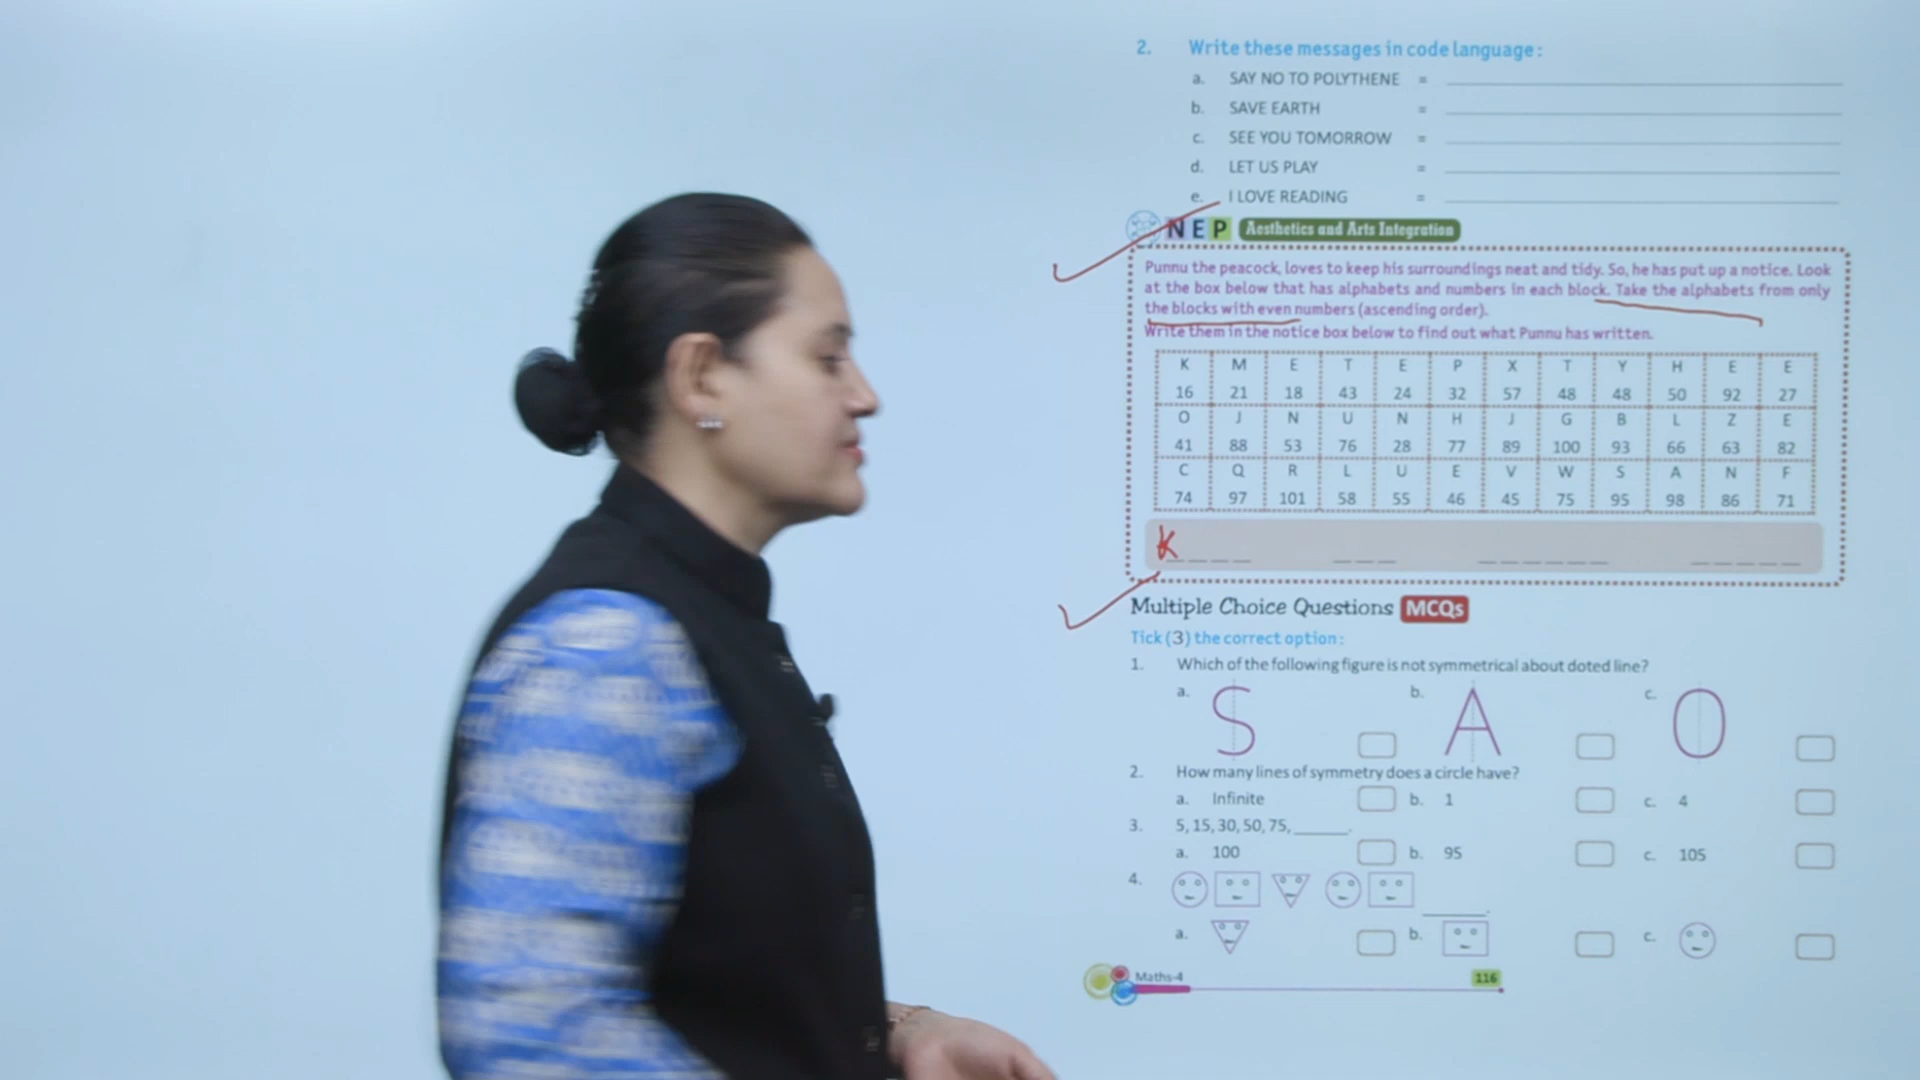 2. Write these messages in code language:
a. SAY NO TO POLYTHENE =
b. SAVE EARTH =
c. SEE YOU TOMORROW =
d. LET US PLAY =
e. I LOVE READING =
NEP Aesthetics and Arts Integration
Punnu the peacock, loves to keep his surroundings neat and tidy. So, he has put up a notice. Look
at the box below that has alphabets and numbers in each block. Take the alphabets from only
the blocks with even numbers (ascending order).
Write them in the notice box below to find out what Punnu has written.
K M E T E P X T Y H E E
16 21 18 43 24 32 57 48 48 50 92 27
O J N U N H J G B L Z E
41 88 53 76 28 77 89 100 93 66 63 82
C Q R L U E V W S A N F
74 97 101 58 55 46 45 75 95 98 86 71
K
Multiple Choice Questions MCQs
Tick (3) the correct option:
1. Which of the following figure is not symmetrical about doted line?
a. S b. A c. O
2. How many lines of symmetry does a circle have?
a. Infinite b. 1 c. 4
3. 5, 15, 30, 50, 75, ______.
a. 100 b. 95 c. 105
4. ______.
a. b. c.
Maths-4 116